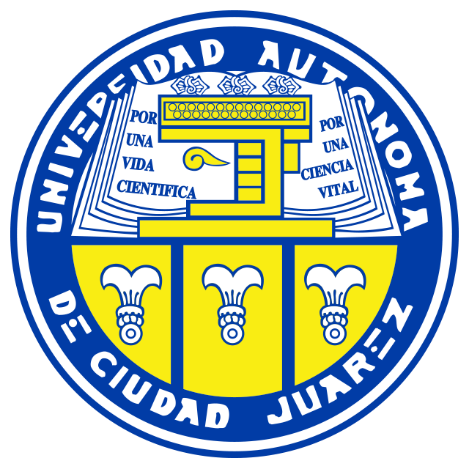 UNIVERSIDAD AUTONOMA
DE CIUDAD JUAREZ
POR
UNA
VIDA
CIENTIFICA
POR
UNA
CIENCIA
VITAL